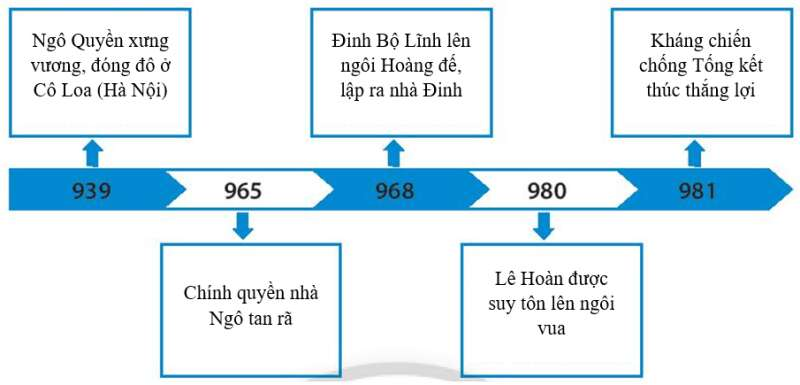 Ngô Quyền xưng
vương, đóng đô ở
Cô Loa (Hà Nội)
Đinh Bộ Lĩnh lên
ngôi Hoàng đế,
lập ra nhà Đinh
Kháng chiến
chống Tống kết
thúc thắng lợi
939
965
968
980
981
Chính quyền nhà
Ngô tan rã
Lê Hoàn được
suy tôn lên ngôi
vua